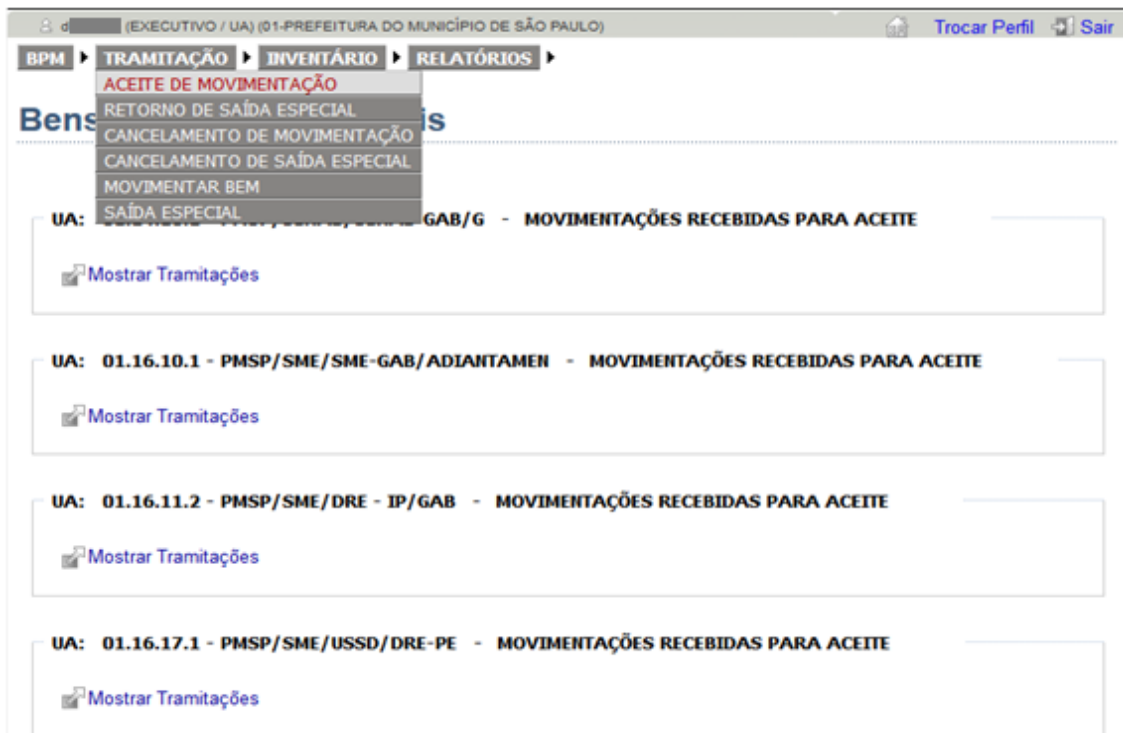 d (EXECUTIVO / UA) (01-PREFEITURA DO MUNICÍPIO DE SÃO PAULO) Trocar Perfil Sair
BPM TRAMITAÇÃO INVENTÁRIO RELATÓRIOS
ACEITE DE MOVIMENTAÇÃO
RETORNO DE SAÍDA ESPECIAL
Bens is
CANCELAMENTO DE MOVIMENTAÇÃO
CANCELAMENTO DE SAÍDA ESPECIAL
MOVIMENTAR BEM
SAÍDA ESPECIAL
UA: GAB/G - MOVIMENTAÇÕES RECEBIDAS PARA ACEITE
Mostrar Tramitações
UA: 01.16.10.1 - PMSP/SME/SME-GAB/ADIANTAMEN - MOVIMENTAÇÕES RECEBIDAS PARA ACEITE
Mostrar Tramitações
UA: 01.16.11.2 - PMSP/SME/DRE - IP/GAB - MOVIMENTAÇÕES RECEBIDAS PARA ACEITE
Mostrar Tramitações
UA: 01.16.17.1 - PMSP/SME/USSD/DRE-PE - MOVIMENTAÇÕES RECEBIDAS PARA ACEITE
Mostrar Tramitações